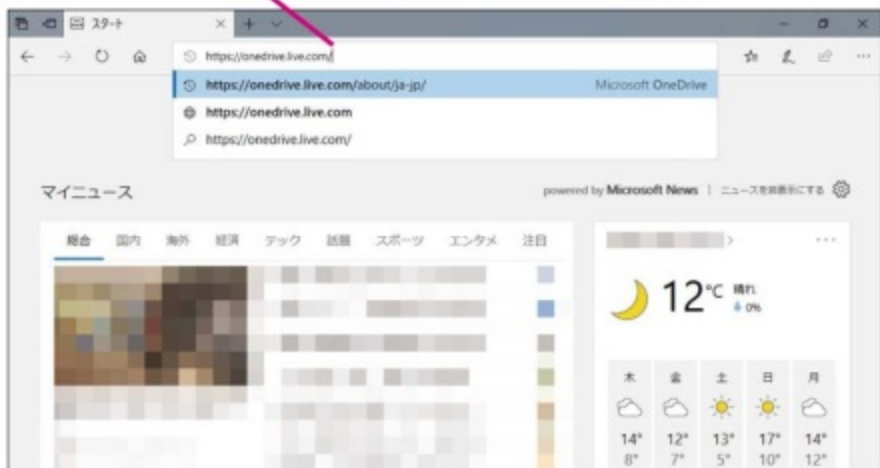 スタート
https://onedrive.live.com/
https://onedrive.live.com/about/ja-jp/ Microsoft OneDrive
https://onedrive.live.com
https://onedrive.live.com/
マイニュース
powered by Microsoft News | ニュースを非表示にする
総合 国内 海外 経済 テック 話題 スポーツ エンタメ 注目
12°C 晴れ
0%
木 金 土 日 月
14° 12° 13° 17° 14°
8° 7° 5° 10° 12°